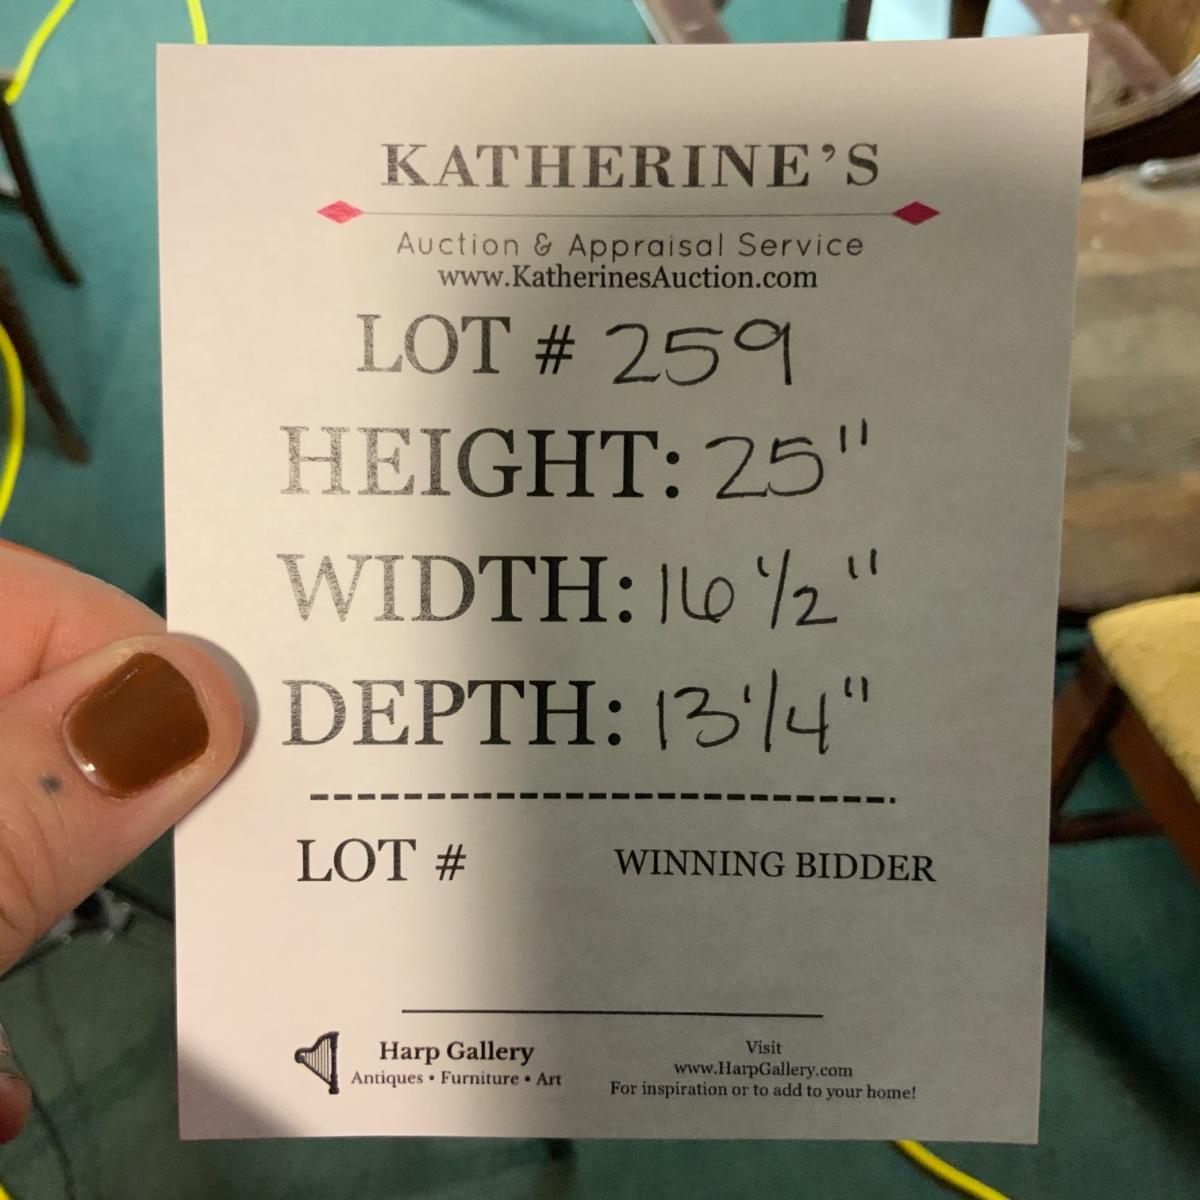 KATHERINE'S
Auction & Appraisal Service
www.KatherinesAuction.com
LOT # 259
HEIGHT: 25"
WIDTH: 16 1/2"
DEPTH: 13 1/4"
LOT # WINNING BIDDER
Harp Gallery
Antiques • Furniture • Art
Visit
www.HarpGallery.com
For inspiration or to add to your home!